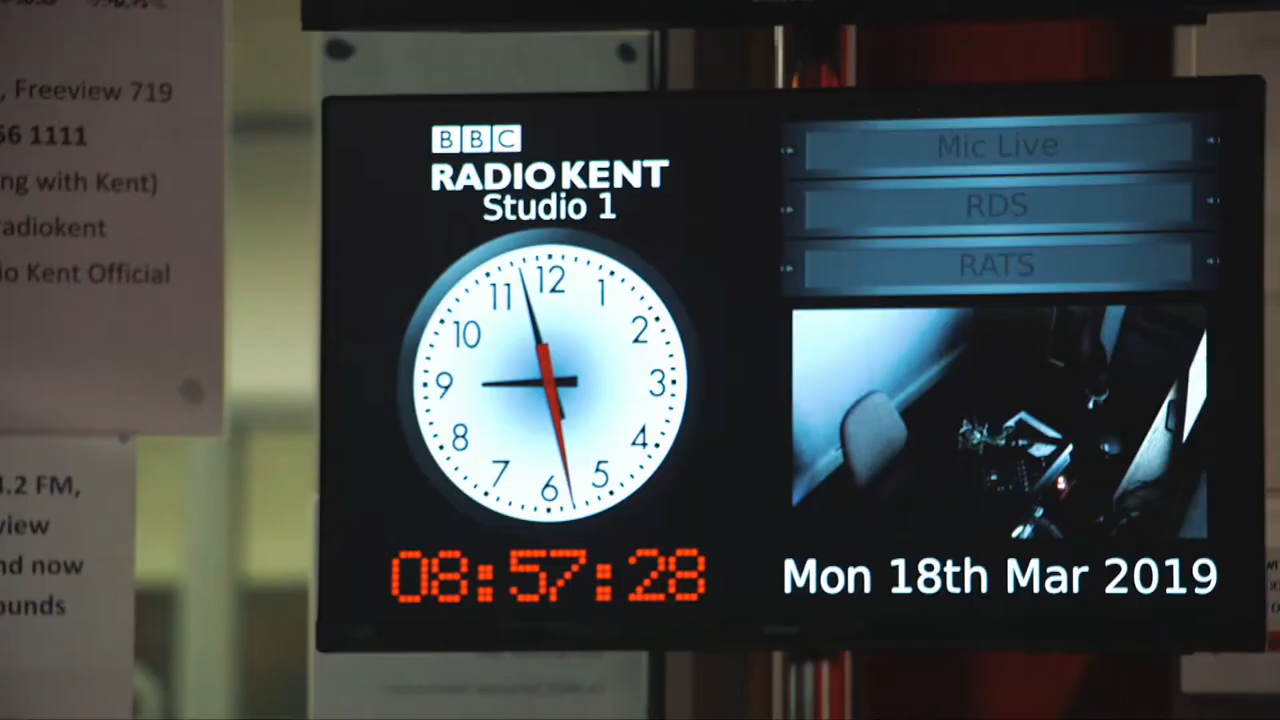 , Freeview 719
56 1111
ng with Kent)
adiokent
io Kent Official
.2 FM,
view
nd now
ounds
BBC
RADIO KENT
Studio 1
12
1
2
3
4
5
6
7
8
9
10
11
08:57:28
Mic Live
RDS
RATS
Mon 18th Mar 2019